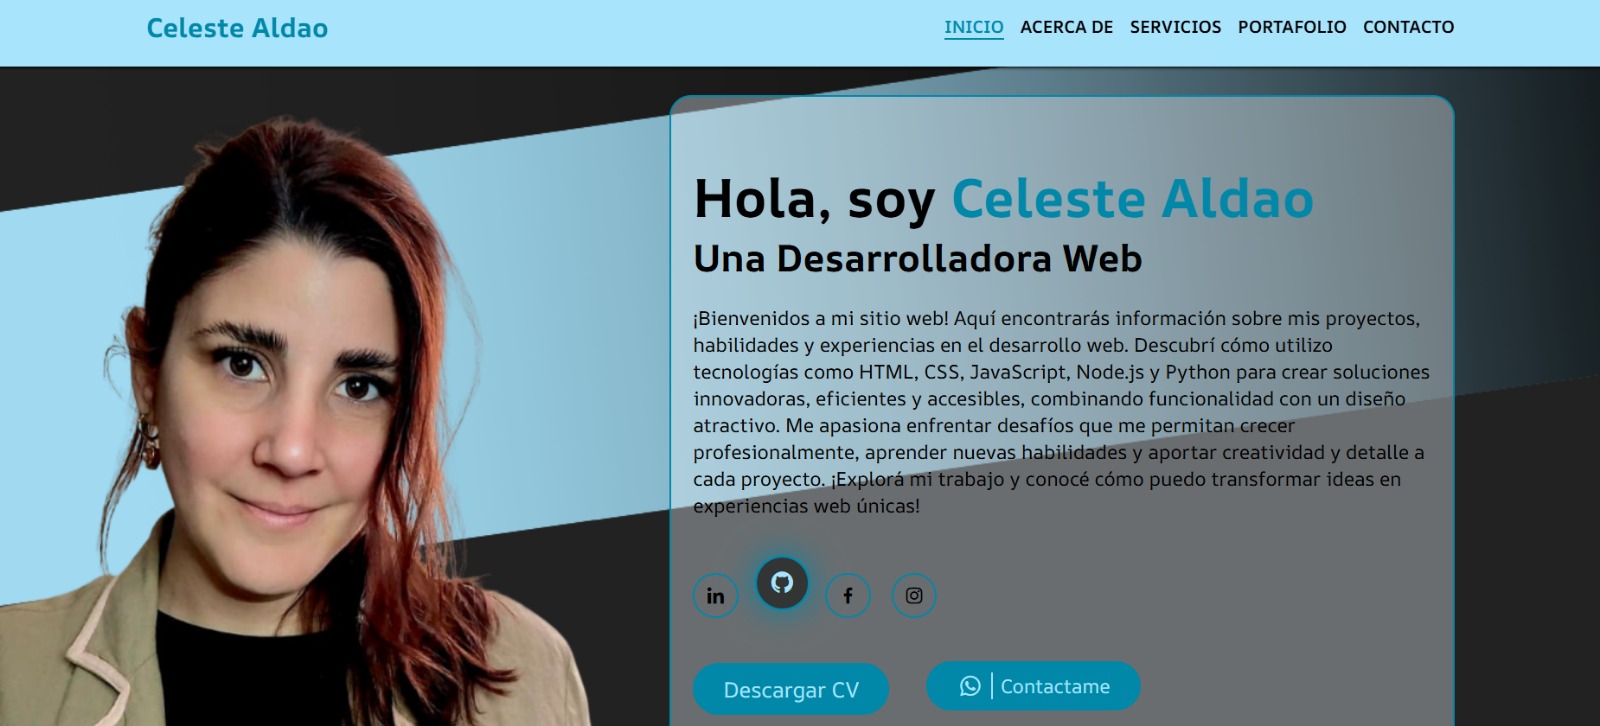 Celeste Aldao
INICIO ACERCA DE SERVICIOS PORTAFOLIO CONTACTO
Hola, soy Celeste Aldao
Una Desarrolladora Web
¡Bienvenidos a mi sitio web! Aquí encontrarás información sobre mis proyectos,
habilidades y experiencias en el desarrollo web. Descubrí cómo utilizo
tecnologías como HTML, CSS, JavaScript, Node.js y Python para crear soluciones
innovadoras, eficientes y accesibles, combinando funcionalidad con un diseño
atractivo. Me apasiona enfrentar desafíos que me permitan crecer
profesionalmente, aprender nuevas habilidades y aportar creatividad y detalle a
cada proyecto. ¡Explorá mi trabajo y conocé cómo puedo transformar ideas en
experiencias web únicas!
in f
Descargar CV
Contactame